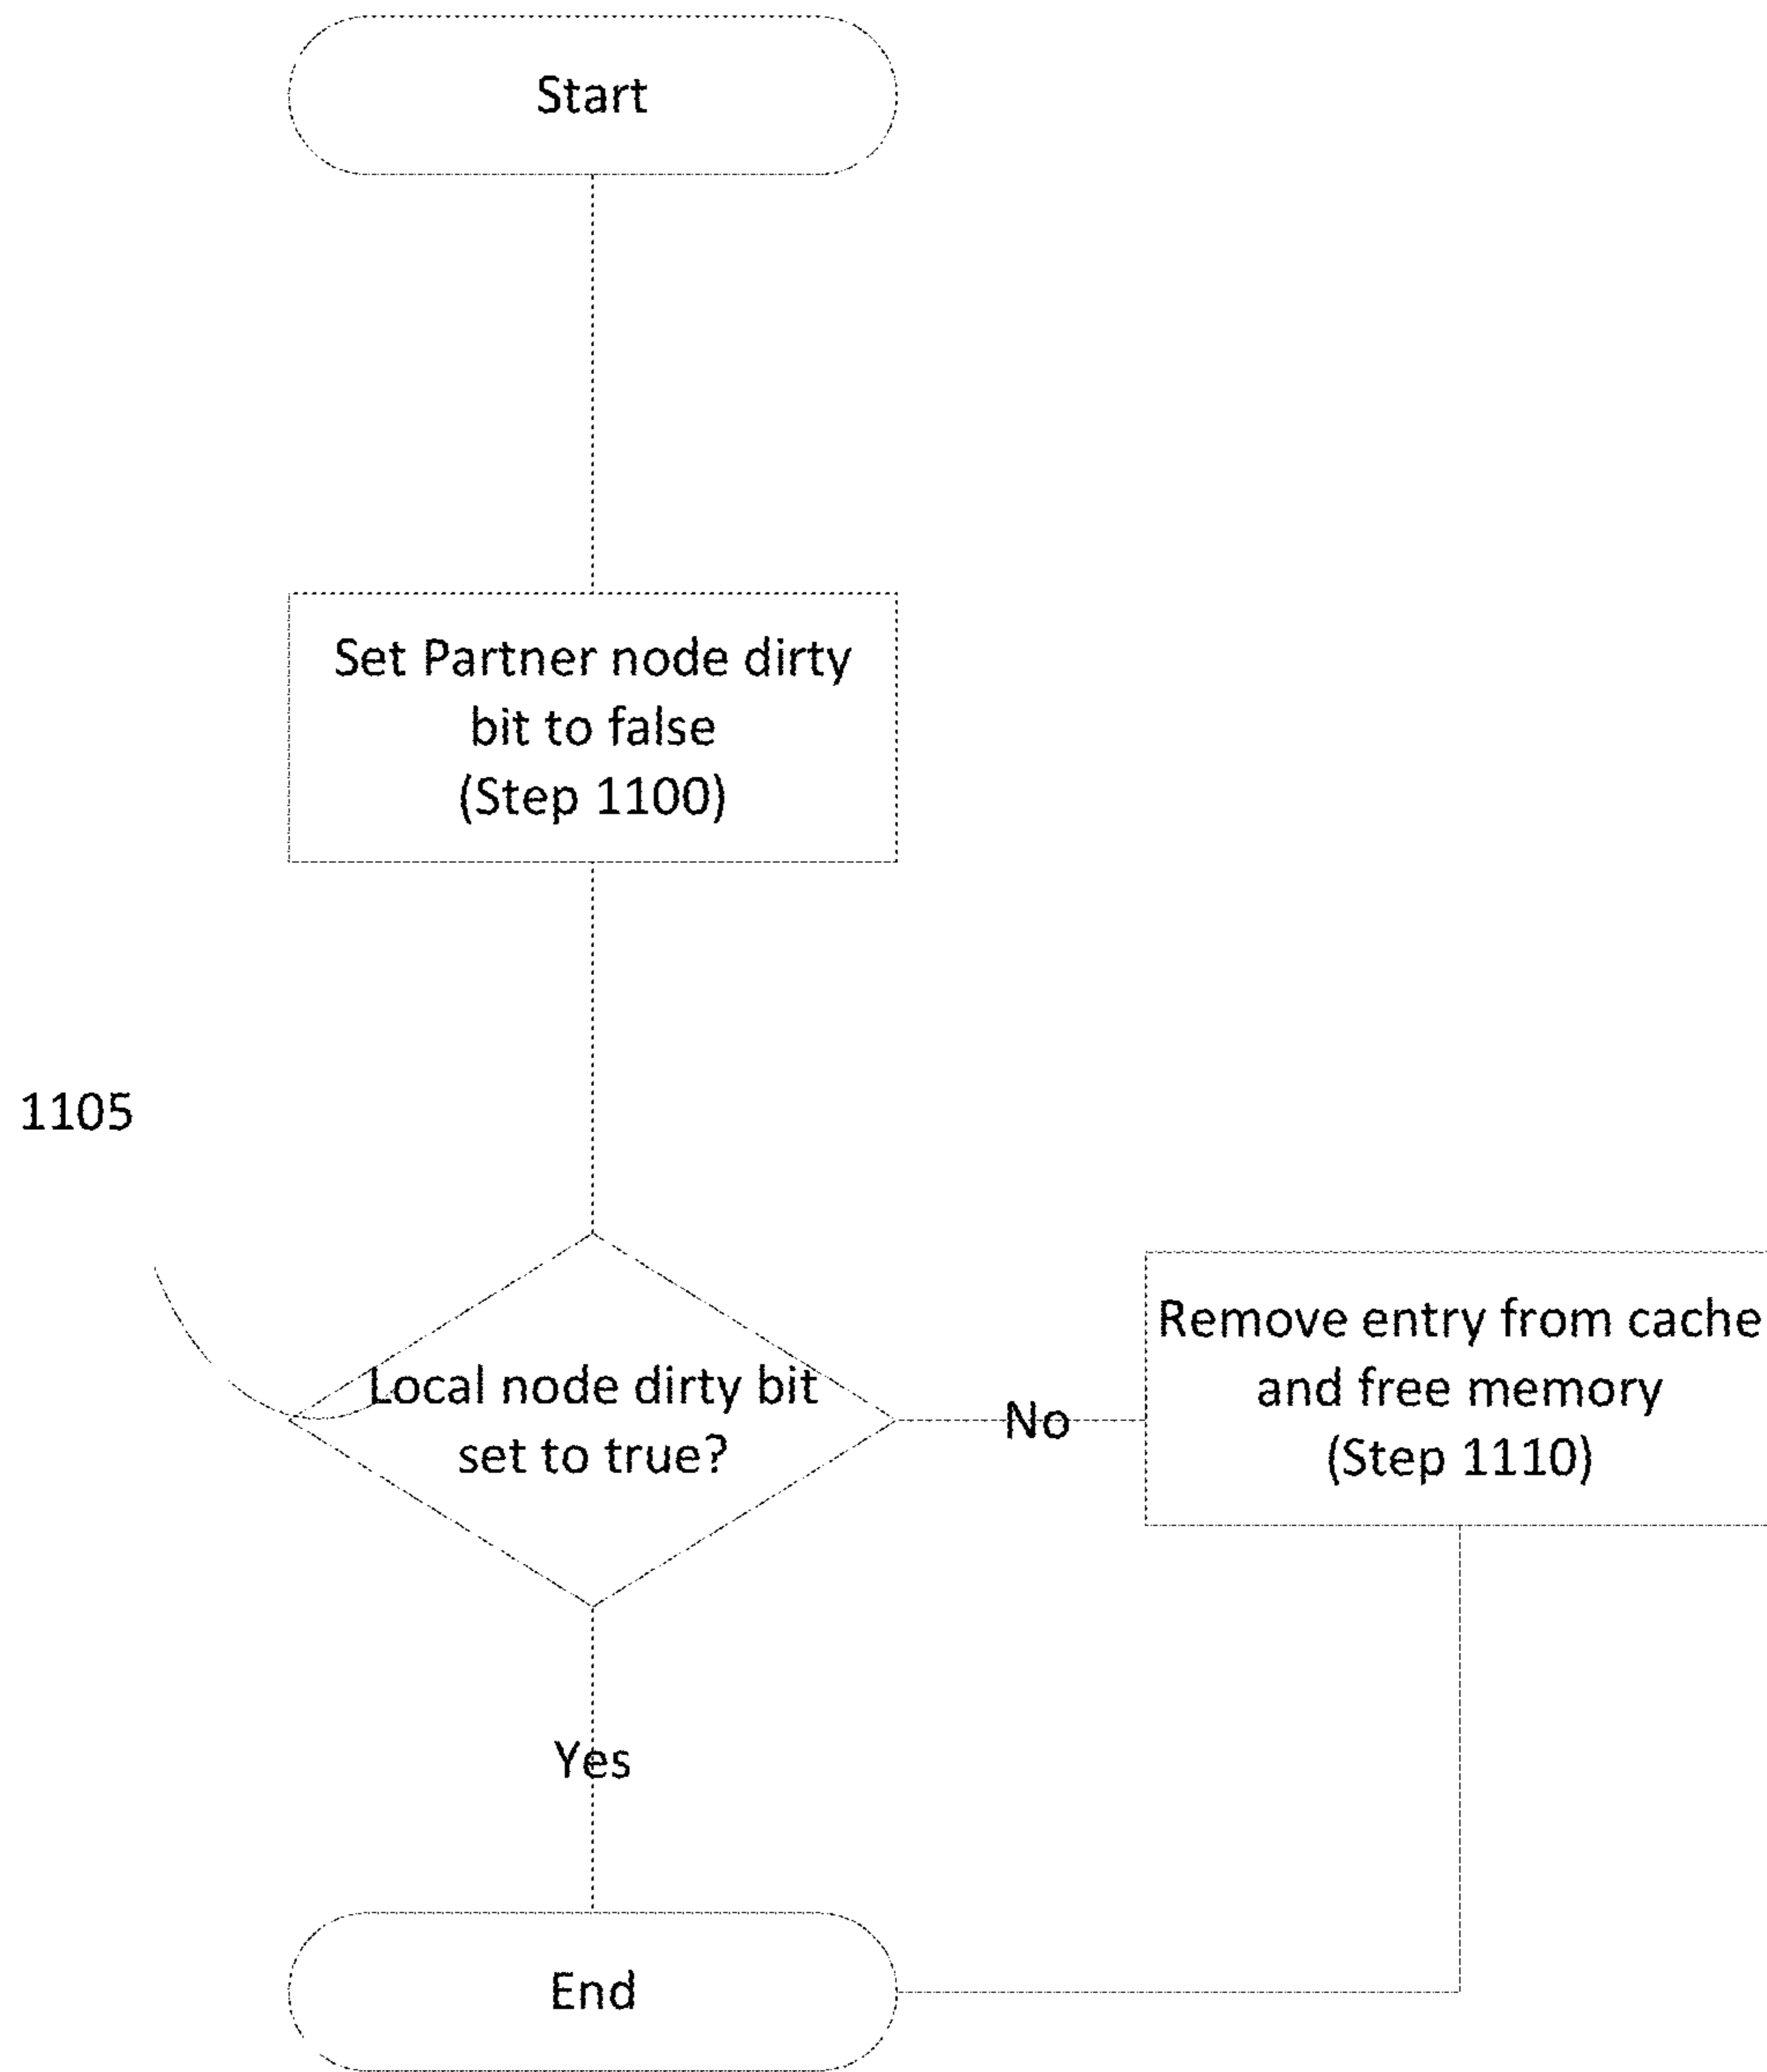 Start
Set Partner node dirty
bit to false
(Step 1100)
1105
Local node dirty bit
set to true?
No
Remove entry from cache
and free memory
(Step 1110)
Yes
End